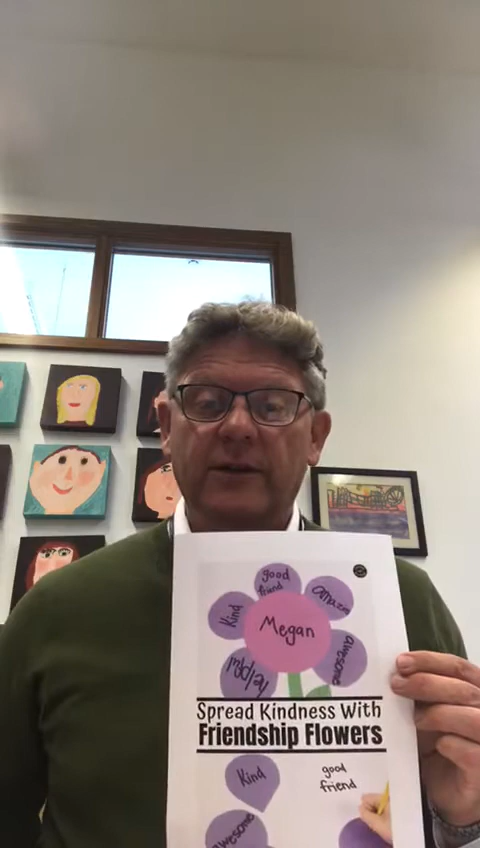 good
friend
Kind
amazing
Megan
awesome
helpful
Spread Kindness With
Friendship Flowers
Kind
good
friend
awesome